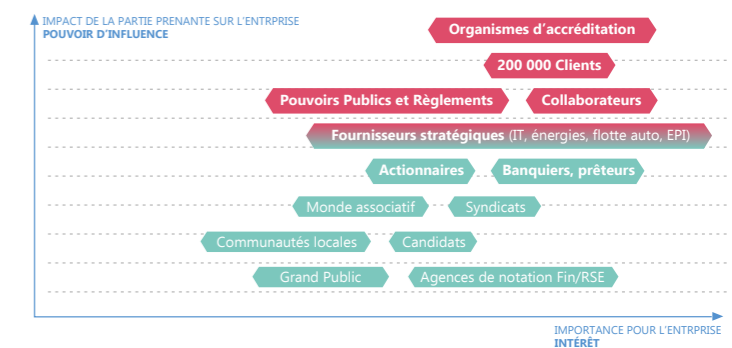 IMPACT DE LA PARTIE PRENANTE SUR L'ENTRPRISE
POUVOIR D'INFLUENCE
Organismes d'accréditation
200 000 Clients
Pouvoirs Publics et Règlements
Collaborateurs
Fournisseurs stratégiques (IT, énergies, flotte auto, EPI)
Actionnaires
Banquiers, prêteurs
Monde associatif
Syndicats
Communautés locales
Candidats
Grand Public
Agences de notation Fin/RSE
IMPORTANCE POUR L'ENTRPRISE
INTÉRÊT